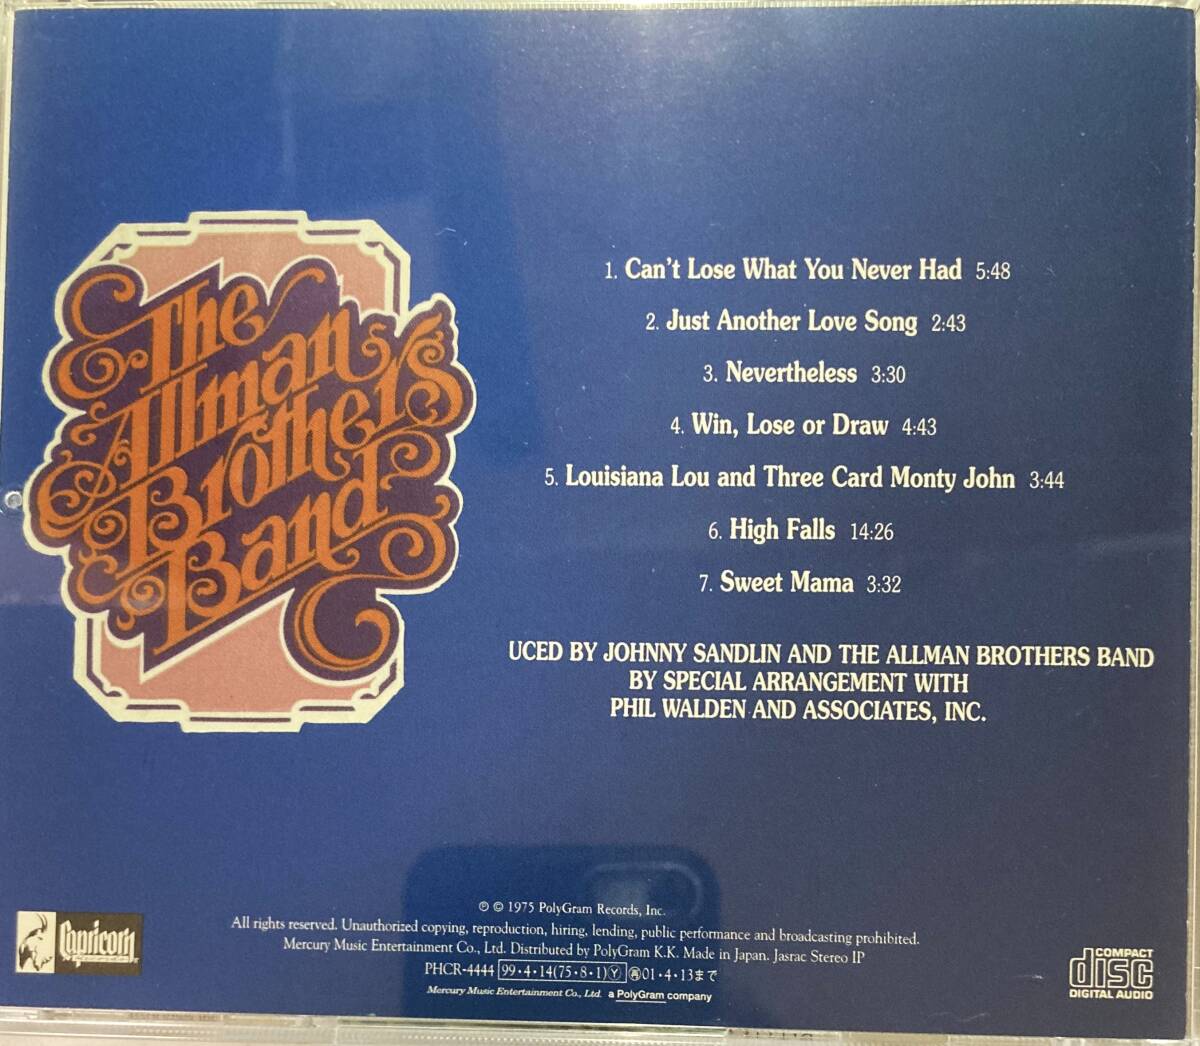 The
Allman
Brothers
Band
1. Can't Lose What You Never Had 5:48
2. Just Another Love Song 2:43
3. Nevertheless 3:30
4. Win, Lose or Draw 4:43
5. Louisiana Lou and Three Card Monty John 3:44
6. High Falls 14:26
7. Sweet Mama 3:32
UCED BY JOHNNY SANDLIN AND THE ALLMAN BROTHERS BAND
BY SPECIAL ARRANGEMENT WITH
PHIL WALDEN AND ASSOCIATES, INC.
Ⓟ © 1975 PolyGram Records, Inc.
All rights reserved. Unauthorized copying, reproduction, hiring, lending, public performance and broadcasting prohibited.
Mercury Music Entertainment Co., Ltd. Distributed by PolyGram K.K. Made in Japan. Jasrac Stereo IP
PHCR-4444 99・4・14(75・8・1)Ⓨ ㋐01・4・13まで
Mercury Music Entertainment Co., Ltd. a PolyGram company
Capricorn
COMPACT
disc
DIGITAL AUDIO